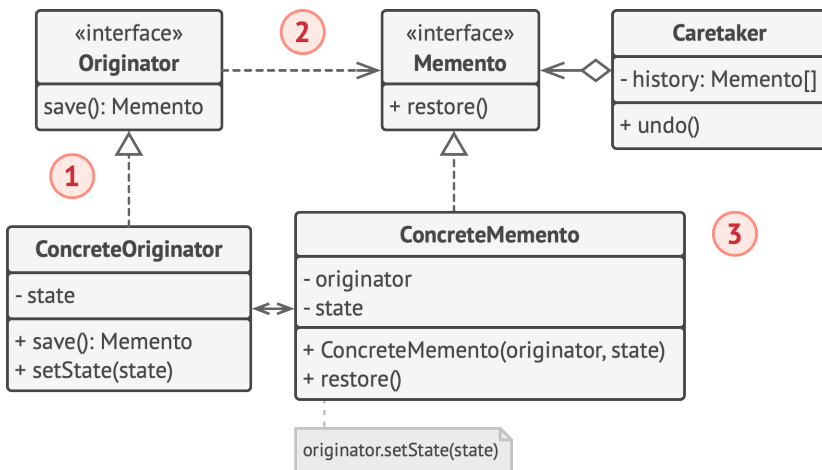 «interface»
Originator
save(): Memento
2
«interface»
Memento
+ restore()
Caretaker
- history: Memento[]
+ undo()
1
ConcreteOriginator
- state
+ save(): Memento
+ setState(state)
ConcreteMemento
- originator
- state
+ ConcreteMemento(originator, state)
+ restore()
3
originator.setState(state)